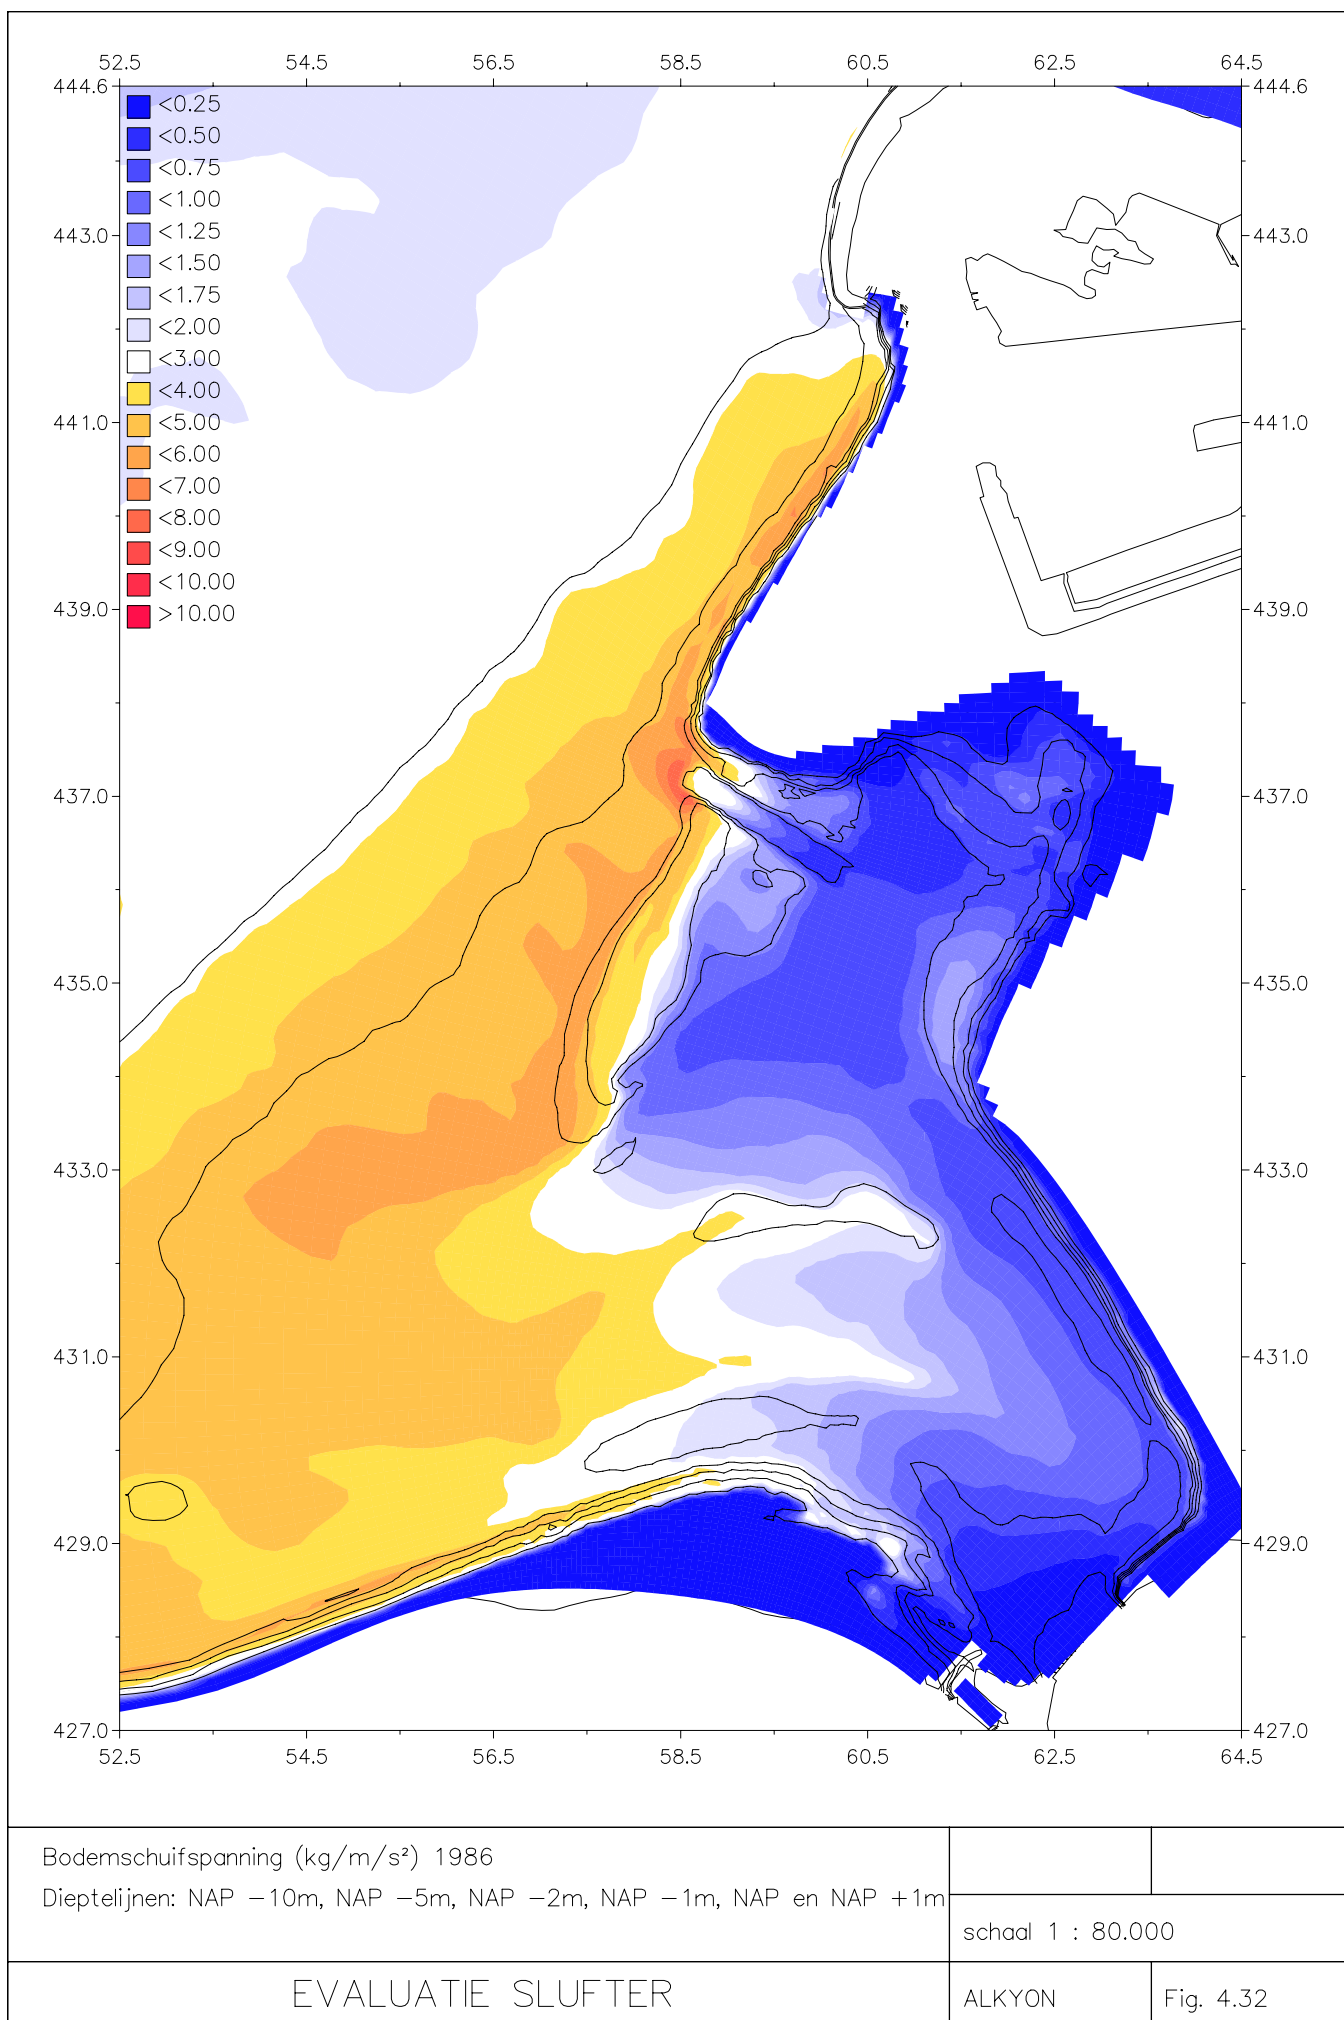 52.5 54.5 56.5 58.5 60.5 62.5 64.5
444.6 444.6
<0.25
<0.50
<0.75
<1.00
<1.25
443.0 443.0
<1.50
<1.75
<2.00
<3.00
<4.00
441.0 <5.00 441.0
<6.00
<7.00
<8.00
<9.00
<10.00
439.0 >10.00 439.0
437.0 437.0
435.0 435.0
433.0 433.0
431.0 431.0
429.0 429.0
427.0 427.0
52.5 54.5 56.5 58.5 60.5 62.5 64.5
Bodemschuifspanning (kg/m/s²) 1986
Dieptelijnen: NAP −10m, NAP −5m, NAP −2m, NAP −1m, NAP en NAP +1m
schaal 1 : 80.000
EVALUATIE SLUFTER ALKYON Fig. 4.32